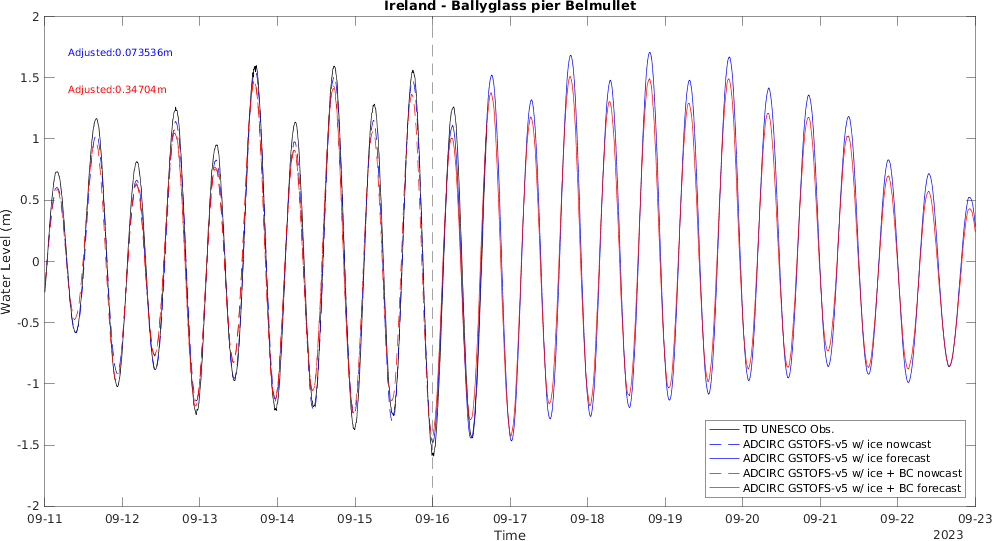 Ireland - Ballyglass pier Belmullet
Adjusted:0.073536m
Adjusted:0.34704m
Water Level (m)
2
1.5
1
0.5
0
-0.5
-1
-1.5
-2
TD UNESCO Obs.
ADCIRC GSTOFS-v5 w/ ice nowcast
ADCIRC GSTOFS-v5 w/ ice forecast
ADCIRC GSTOFS-v5 w/ ice + BC nowcast
ADCIRC GSTOFS-v5 w/ ice + BC forecast
09-11 09-12 09-13 09-14 09-15 09-16 09-17 09-18 09-19 09-20 09-21 09-22 09-23
Time
2023